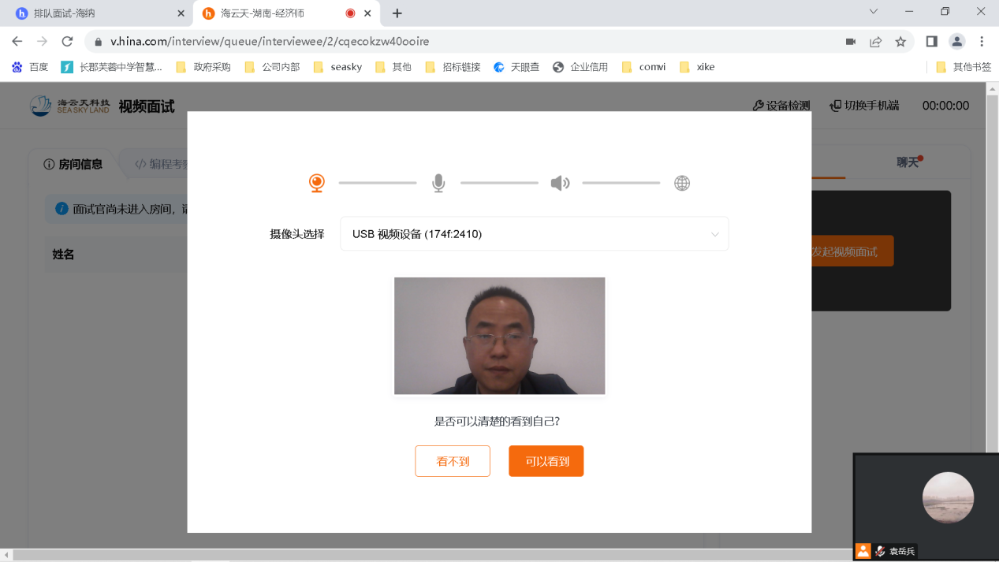 排队面试-海纳
海云天-湖南-经济师
v.hina.com/interview/queue/interviewee/2/cqecokzw40ooire
百度
长郡芙蓉中学智慧...
政府采购
公司内部
seasky
其他
招标链接
天眼查
企业信用
comvi
xike
其他书签
海云天科技
SEA SKY LAND
视频面试
设备检测
切换手机端
00:00:00
房间信息
</> 编程考察
聊天
面试官尚未进入房间，请
姓名
发起视频面试
摄像头选择
USB 视频设备 (174f:2410)
是否可以清楚的看到自己?
看不到
可以看到
袁岳兵